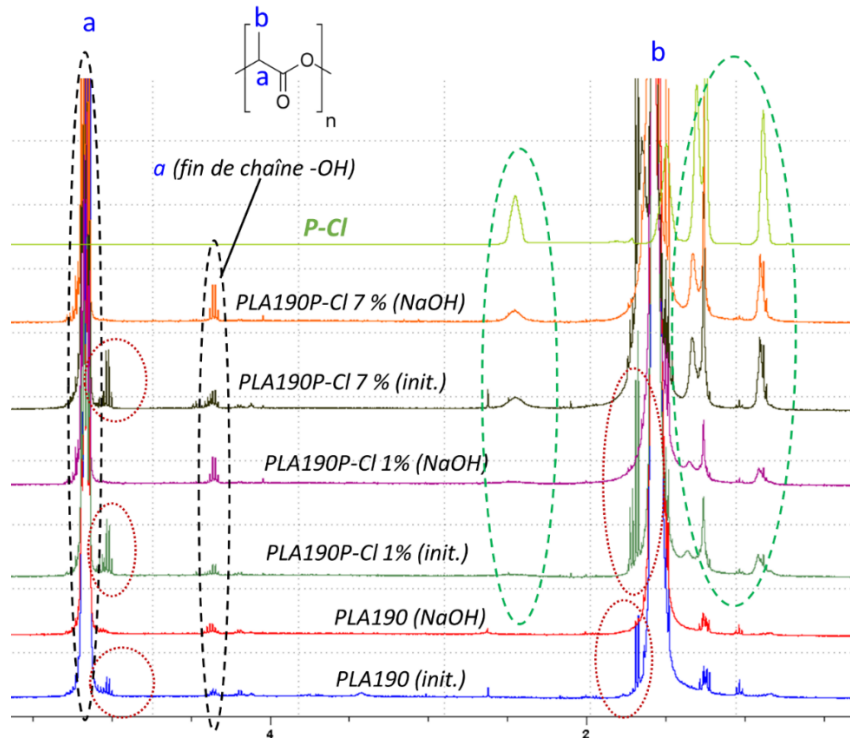 a
b
b
O
a
O
n
a (fin de chaîne -OH)
P-Cl
PLA190P-Cl 7 % (NaOH)
PLA190P-Cl 7 % (init.)
PLA190P-Cl 1% (NaOH)
PLA190P-Cl 1% (init.)
PLA190 (NaOH)
PLA190 (init.)
4
2